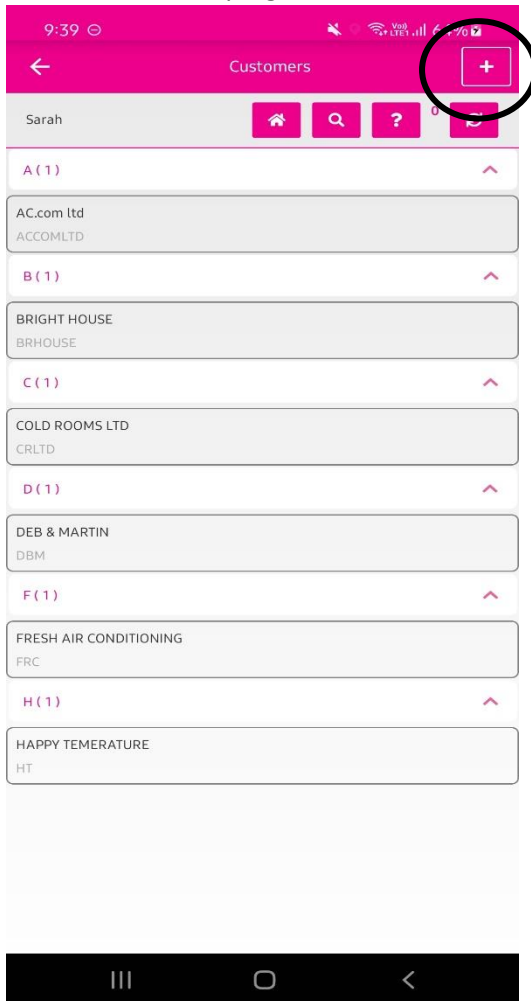 9:39
Customers
+
Sarah
?
0
A ( 1 )
AC.com ltd
ACCOMLTD
B ( 1 )
BRIGHT HOUSE
BRHOUSE
C ( 1 )
COLD ROOMS LTD
CRLTD
D ( 1 )
DEB & MARTIN
DBM
F ( 1 )
FRESH AIR CONDITIONING
FRC
H ( 1 )
HAPPY TEMERATURE
HT